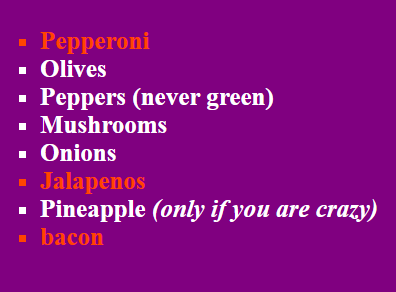 Pepperoni
Olives
Peppers (never green)
Mushrooms
Onions
Jalapenos
Pineapple (only if you are crazy)
bacon